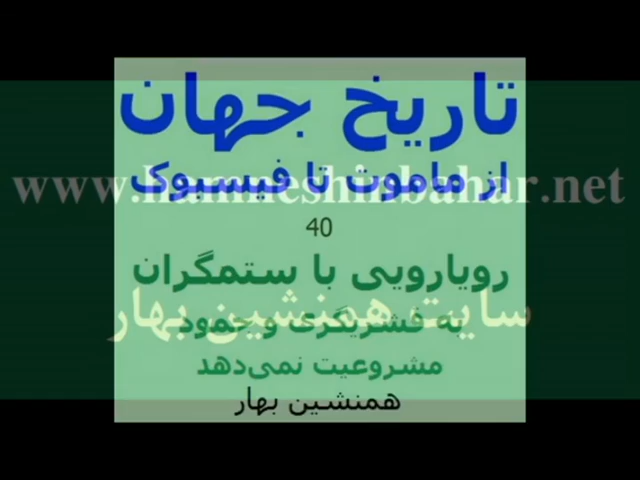 تاریخ جهان
از ماموت تا فیسبوک
www.hamneshinbahar.net
40
رویارویی با ستمگران
سایت همنشین بهار
به قشریگری و جمود
مشروعیت نمی‌دهد
همنشین بهار